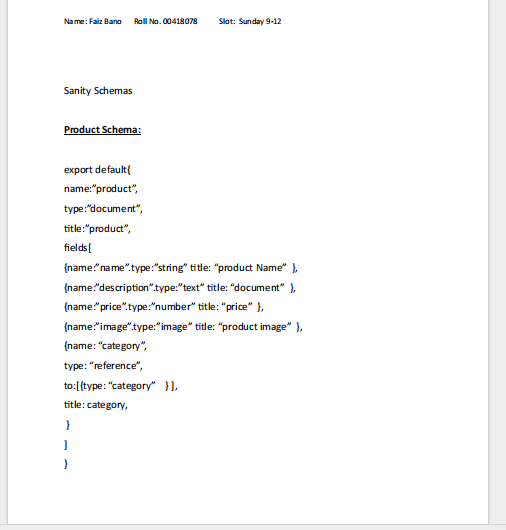 Name: Faiz Bano Roll No. 00418078 Slot: Sunday 9-12
Sanity Schemas
Product Schema:
export default{
name:”product”,
type:”document”,
title:”product”,
fields[
{name:”name”.type:”string” title: “product Name” },
{name:”description”.type:”text” title: “document” },
{name:”price”.type:”number” title: “price” },
{name:”image”.type:”image” title: “product image” },
{name: “category”,
type: “reference”,
to:[{type: “category” } ],
title: category,
}
]
}